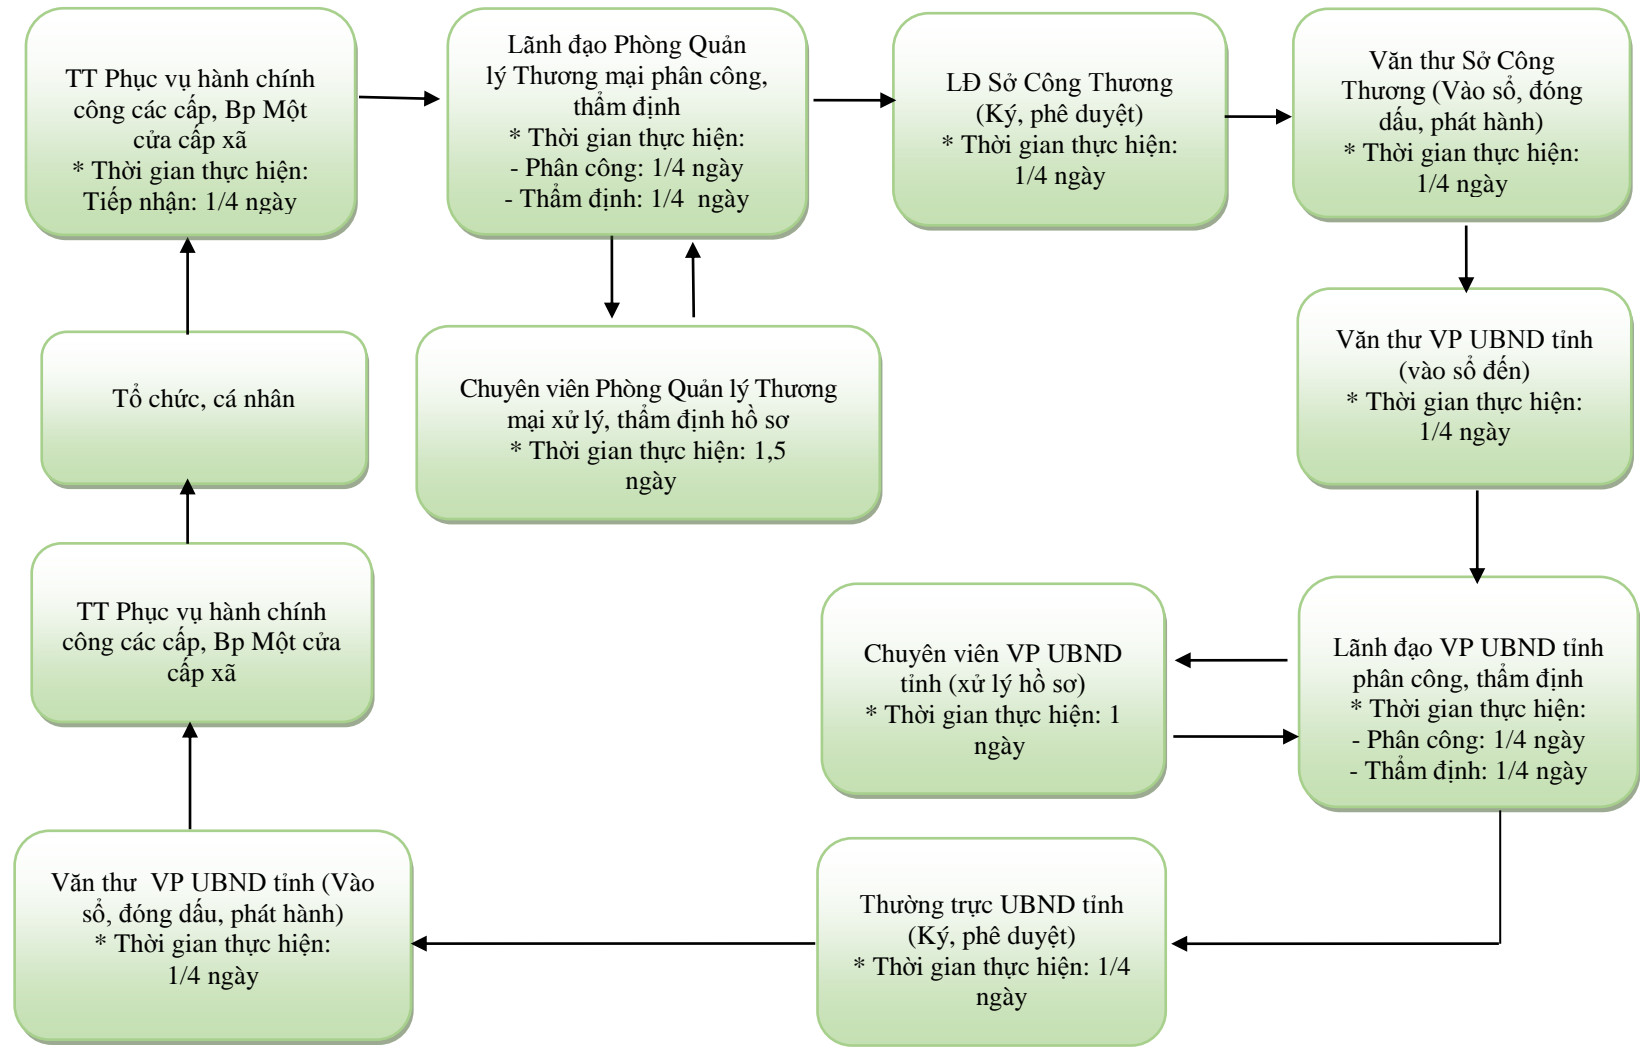 TT Phục vụ hành chính
công các cấp, Bp Một
cửa cấp xã
* Thời gian thực hiện:
Tiếp nhận: 1/4 ngày
Lãnh đạo Phòng Quản
lý Thương mại phân công,
thẩm định
* Thời gian thực hiện:
- Phân công: 1/4 ngày
- Thẩm định: 1/4 ngày
LĐ Sở Công Thương
(Ký, phê duyệt)
* Thời gian thực hiện:
1/4 ngày
Văn thư Sở Công
Thương (Vào sổ, đóng
dấu, phát hành)
* Thời gian thực hiện:
1/4 ngày
Tổ chức, cá nhân
Chuyên viên Phòng Quản lý Thương
mại xử lý, thẩm định hồ sơ
* Thời gian thực hiện: 1,5
ngày
Văn thư VP UBND tỉnh
(vào sổ đến)
* Thời gian thực hiện:
1/4 ngày
TT Phục vụ hành chính
công các cấp, Bp Một cửa
cấp xã
Chuyên viên VP UBND
tỉnh (xử lý hồ sơ)
* Thời gian thực hiện: 1
ngày
Lãnh đạo VP UBND tỉnh
phân công, thẩm định
* Thời gian thực hiện:
- Phân công: 1/4 ngày
- Thẩm định: 1/4 ngày
Văn thư VP UBND tỉnh (Vào
sổ, đóng dấu, phát hành)
* Thời gian thực hiện:
1/4 ngày
Thường trực UBND tỉnh
(Ký, phê duyệt)
* Thời gian thực hiện: 1/4
ngày